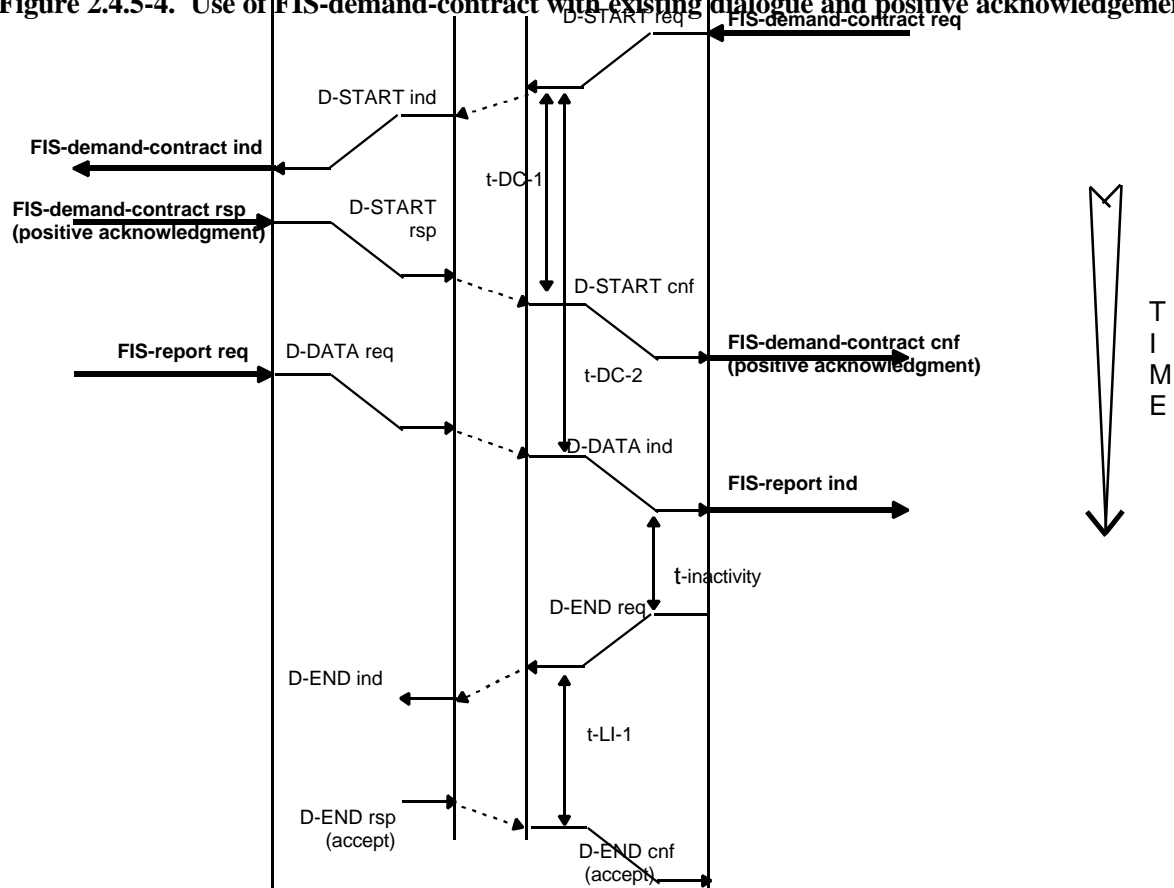 Figure 2.4.5-4. Use of FIS-demand-contract with existing dialogue and positive acknowledgemen
D-START req
FIS-demand-contract req
D-START ind
FIS-demand-contract ind
t-DC-1
FIS-demand-contract rsp
(positive acknowledgment)
D-START
rsp
D-START cnf
FIS-demand-contract cnf
(positive acknowledgment)
FIS-report req
D-DATA req
t-DC-2
D-DATA ind
FIS-report ind
t-inactivity
D-END req
D-END ind
t-LI-1
D-END rsp
(accept)
D-END cnf
(accept)
T
I
M
E